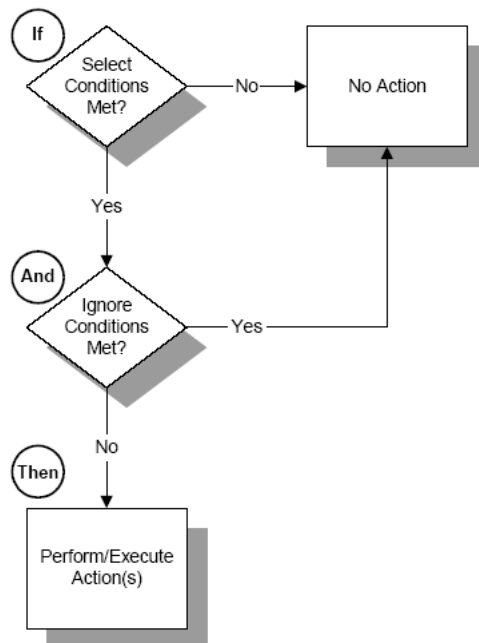 If
Select
Conditions
Met?
No
No Action
Yes
And
Ignore
Conditions
Met?
Yes
No
Then
Perform/Execute
Action(s)